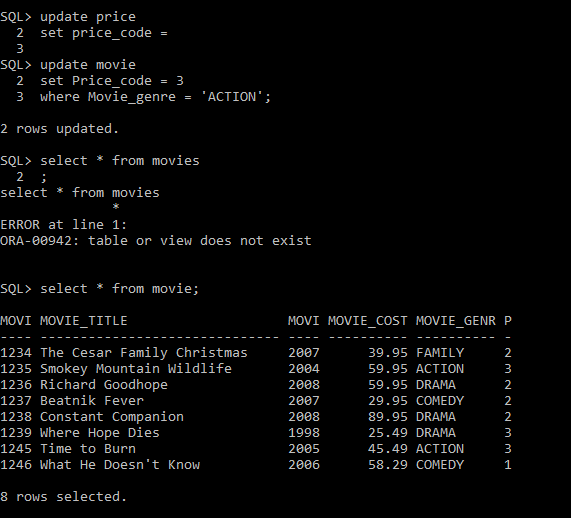 SQL> update price
  2  set price_code =
  3
SQL> update movie
  2  set Price_code = 3
  3  where Movie_genre = 'ACTION';
2 rows updated.
SQL> select * from movies
  2  ;
select * from movies
              *
ERROR at line 1:
ORA-00942: table or view does not exist
SQL> select * from movie;
MOVI MOVIE_TITLE                    MOVI MOVIE_COST MOVIE_GENR P
---- ------------------------------ ---- ---------- ---------- -
1234 The Cesar Family Christmas     2007      39.95 FAMILY     2
1235 Smokey Mountain Wildlife       2004      59.95 ACTION     3
1236 Richard Goodhope               2008      59.95 DRAMA      2
1237 Beatnik Fever                  2007      29.95 COMEDY     2
1238 Constant Companion             2008      89.95 DRAMA      2
1239 Where Hope Dies                1998      25.49 DRAMA      3
1245 Time to Burn                   2005      45.49 ACTION     3
1246 What He Doesn't Know           2006      58.29 COMEDY     1
8 rows selected.